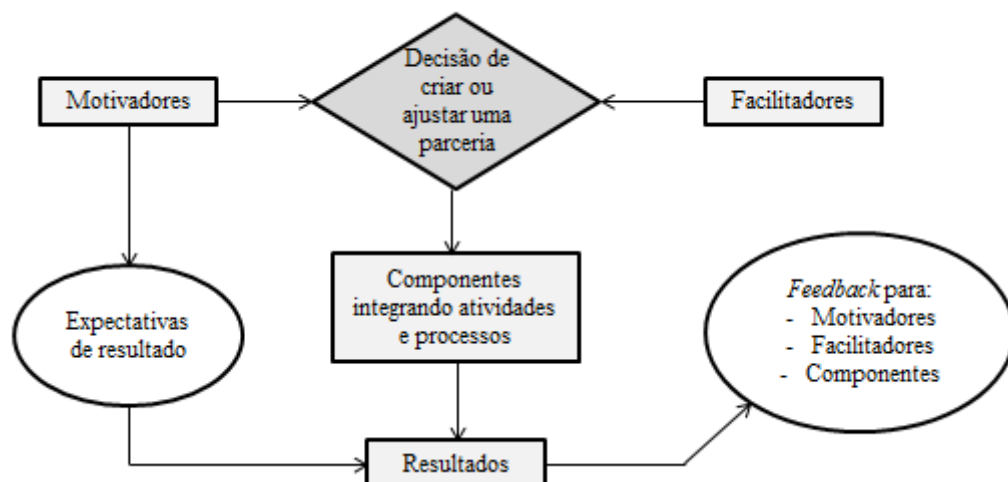 Decisão de
criar ou
ajustar uma
parceria
Motivadores
Facilitadores
Componentes
integrando atividades
e processos
Expectativas
de resultado
Feedback para:
- Motivadores
- Facilitadores
- Componentes
Resultados